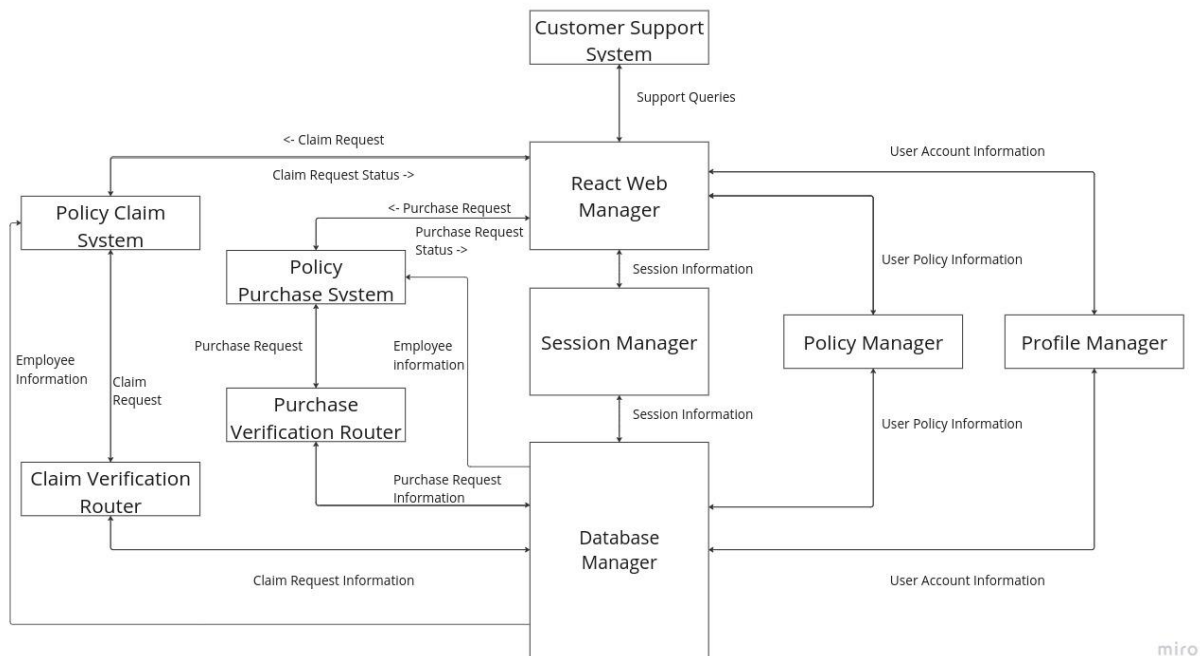 Customer Support
System
Support Queries
<- Claim Request
Claim Request Status ->
User Account Information
React Web
Manager
Policy Claim
System
<- Purchase Request
Purchase Request
Status ->
Policy
Purchase System
Session Information
User Policy Information
Session Manager
Policy Manager
Profile Manager
Employee
Information
Claim
Request
Purchase Request
Employee
information
Purchase
Verification Router
Session Information
User Policy Information
Claim Verification
Router
Purchase Request
Information
Database
Manager
Claim Request Information
User Account Information
miro